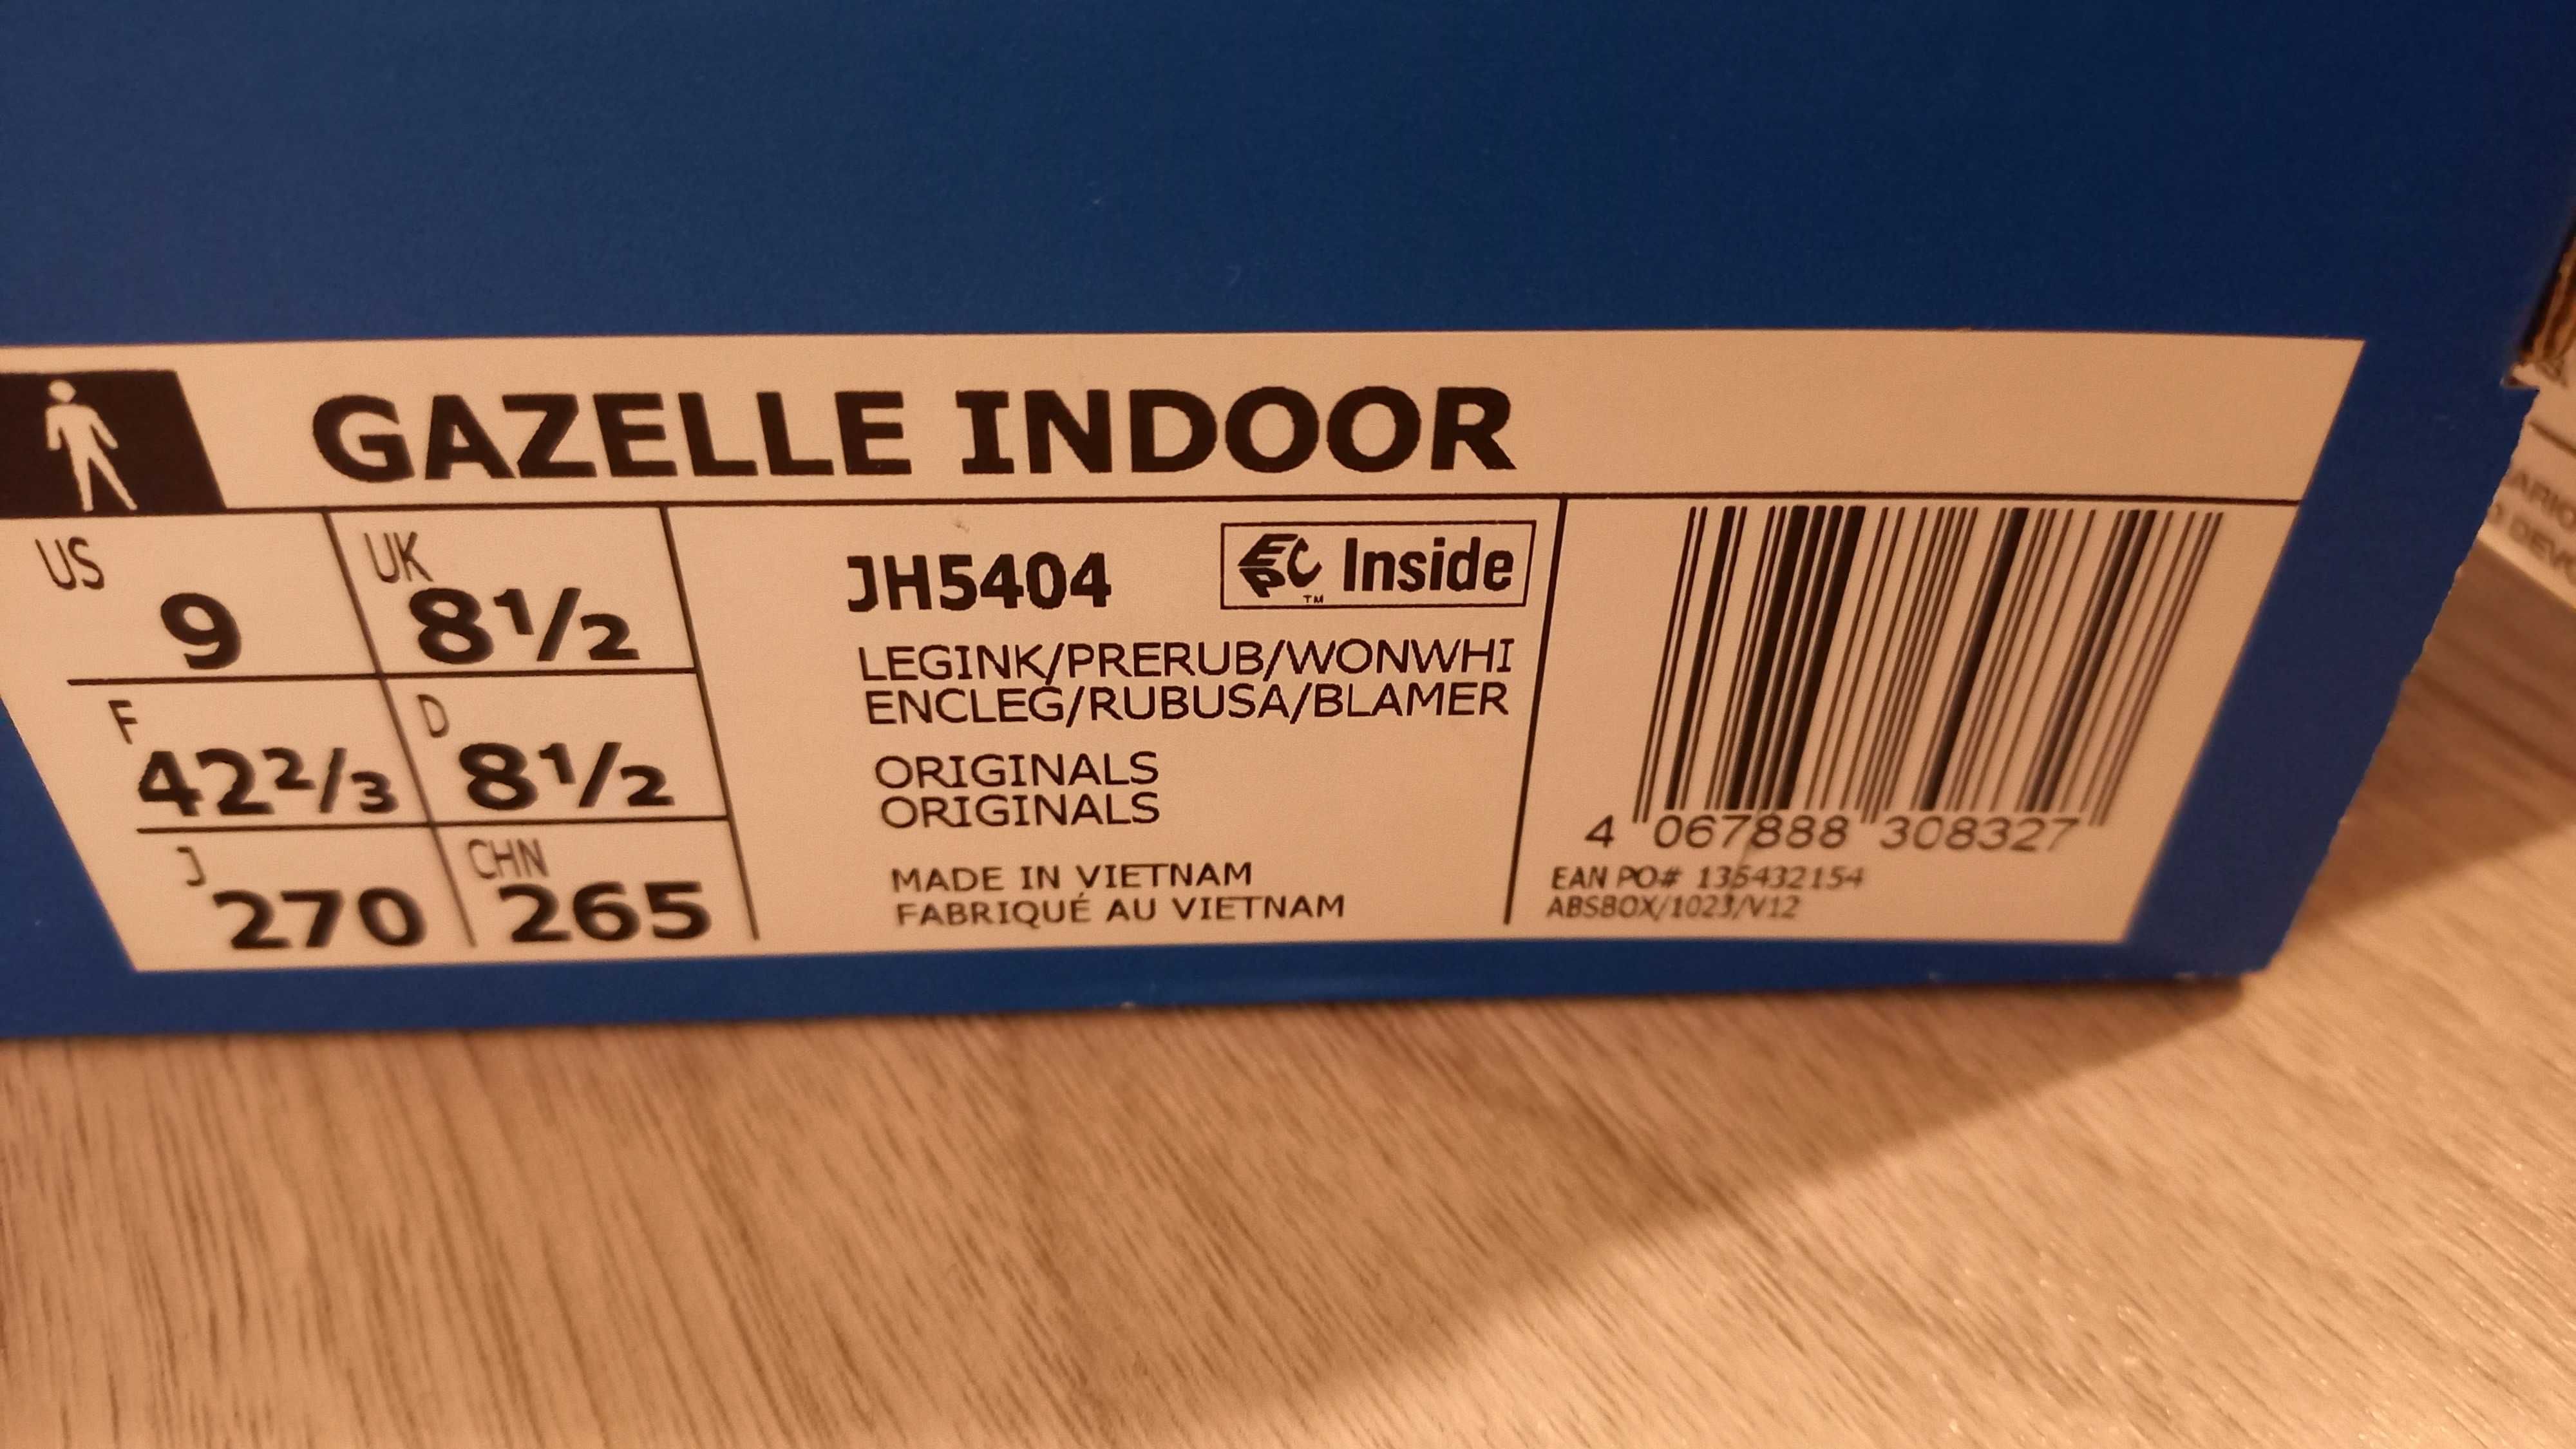 GAZELLE INDOOR
US 9
UK 8½
F 42⅔
D 8½
J 270
CHN 265
JH5404
EPC™ Inside
LEGINK/PRERUB/WONWHI
ENCLEG/RUBUSA/BLAMER
ORIGINALS
ORIGINALS
MADE IN VIETNAM
FABRIQUÉ AU VIETNAM
4 067888 308327
EAN PO# 135432154
ABSBOX/1023/V12